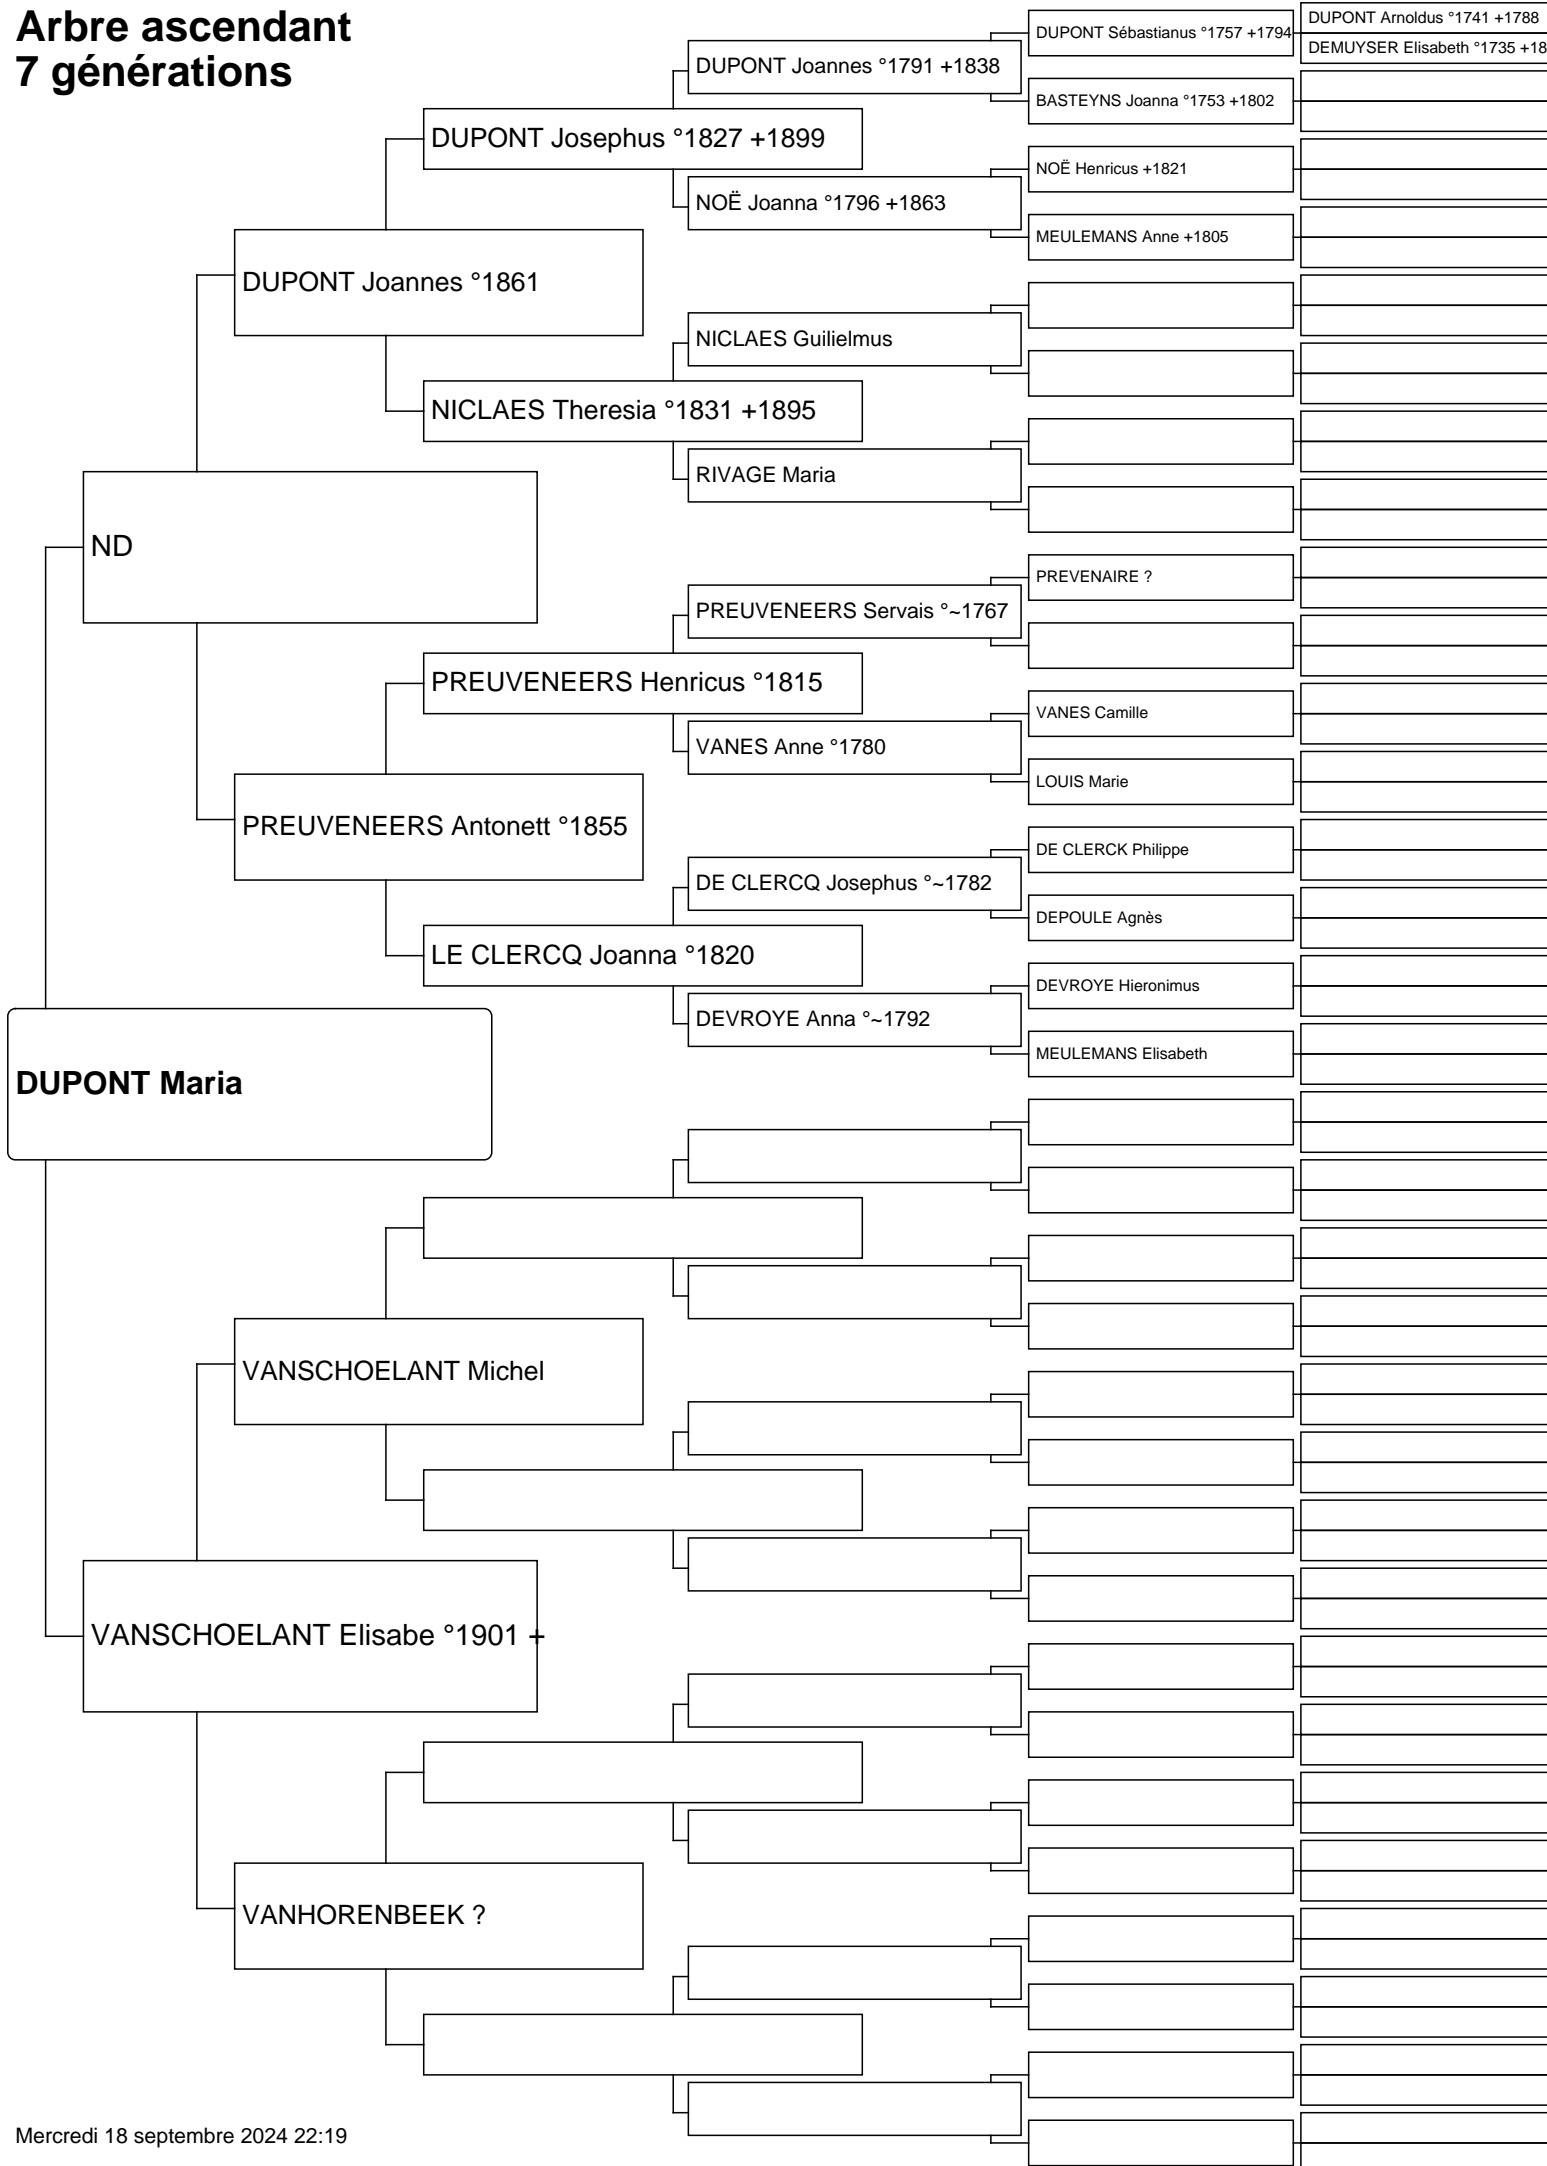 Arbre ascendant
7 générations
DUPONT Arnoldus °1741 +1788
DUPONT Sébastianus °1757 +1794
DEMUYSER Elisabeth °1735 +18
DUPONT Joannes °1791 +1838
BASTEYNS Joanna °1753 +1802
DUPONT Josephus °1827 +1899
NOË Henricus +1821
NOË Joanna °1796 +1863
MEULEMANS Anne +1805
DUPONT Joannes °1861
NICLAES Guilielmus
NICLAES Theresia °1831 +1895
RIVAGE Maria
ND
PREVENAIRE ?
PREUVENEERS Servais °~1767
PREUVENEERS Henricus °1815
VANES Camille
VANES Anne °1780
LOUIS Marie
PREUVENEERS Antonett °1855
DE CLERCK Philippe
DE CLERCQ Josephus °~1782
DEPOULE Agnès
LE CLERCQ Joanna °1820
DEVROYE Hieronimus
DEVROYE Anna °~1792
MEULEMANS Elisabeth
DUPONT Maria
VANSCHOELANT Michel
VANSCHOELANT Elisabe °1901 +
VANHORENBEEK ?
Mercredi 18 septembre 2024 22:19